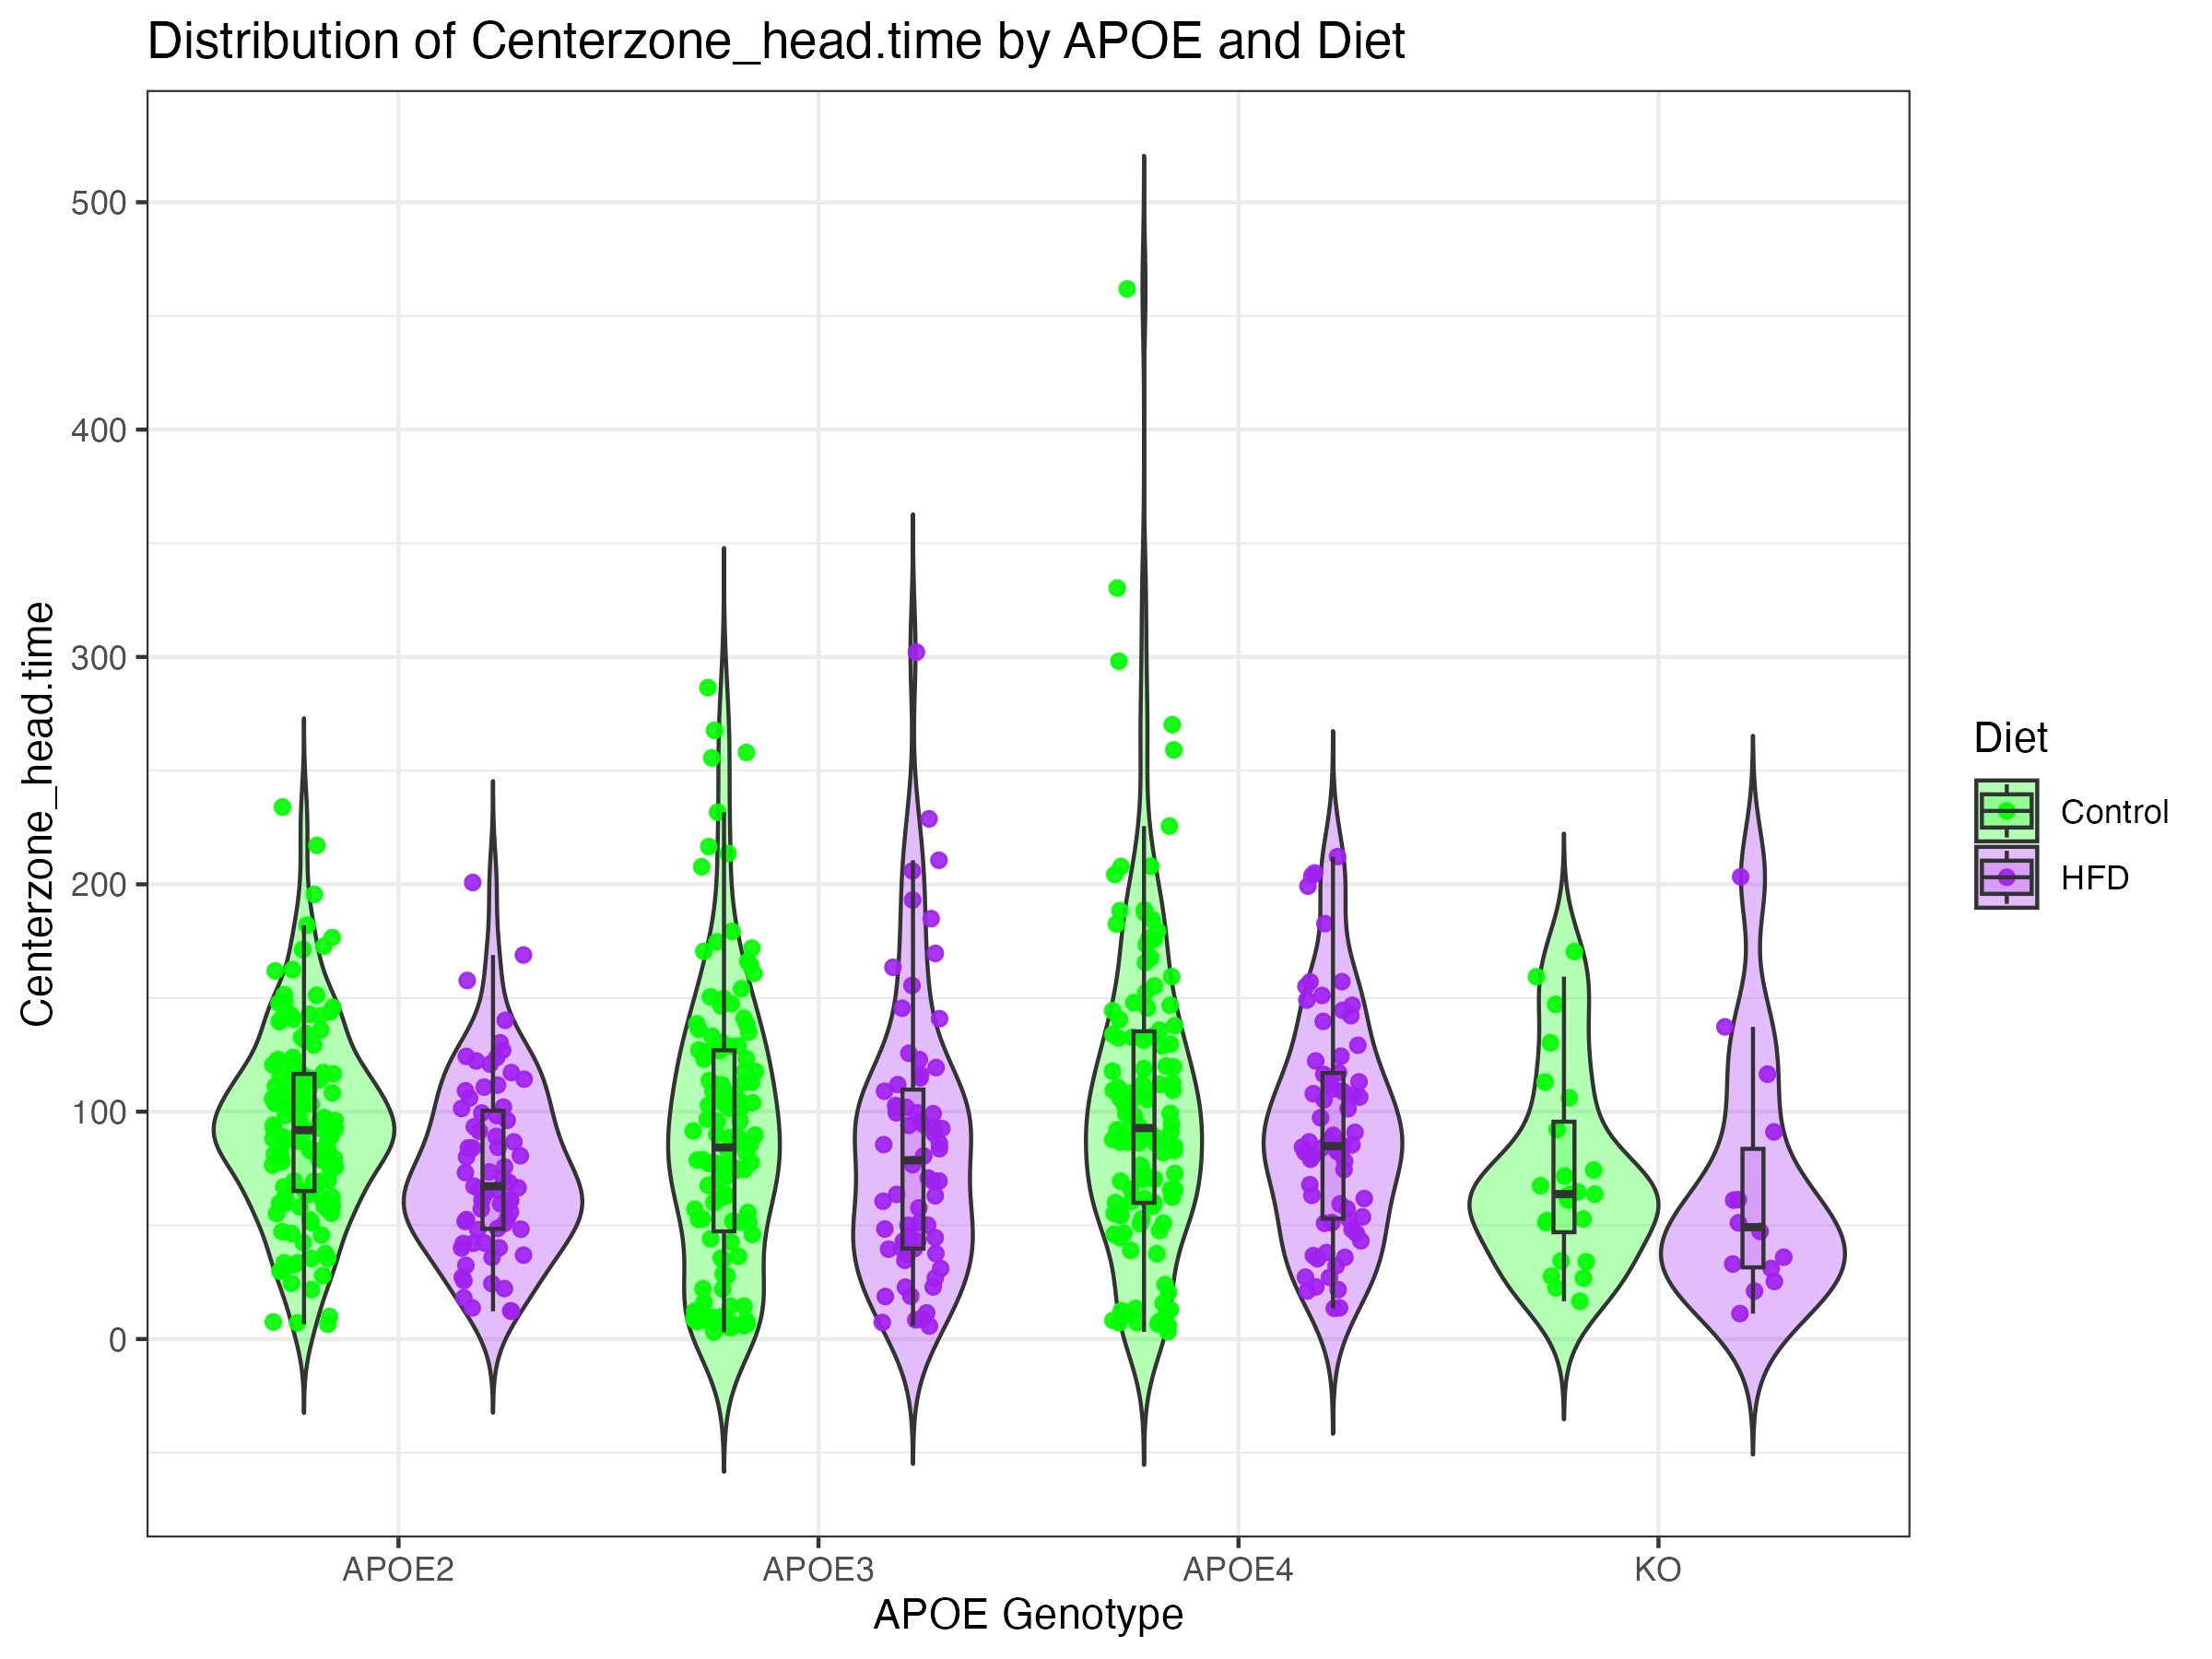 Distribution of Centerzone_head.time by APOE and Diet
Centerzone_head.time
500
400
300
200
100
0
APOE2
APOE3
APOE4
KO
APOE Genotype
Diet
Control
HFD